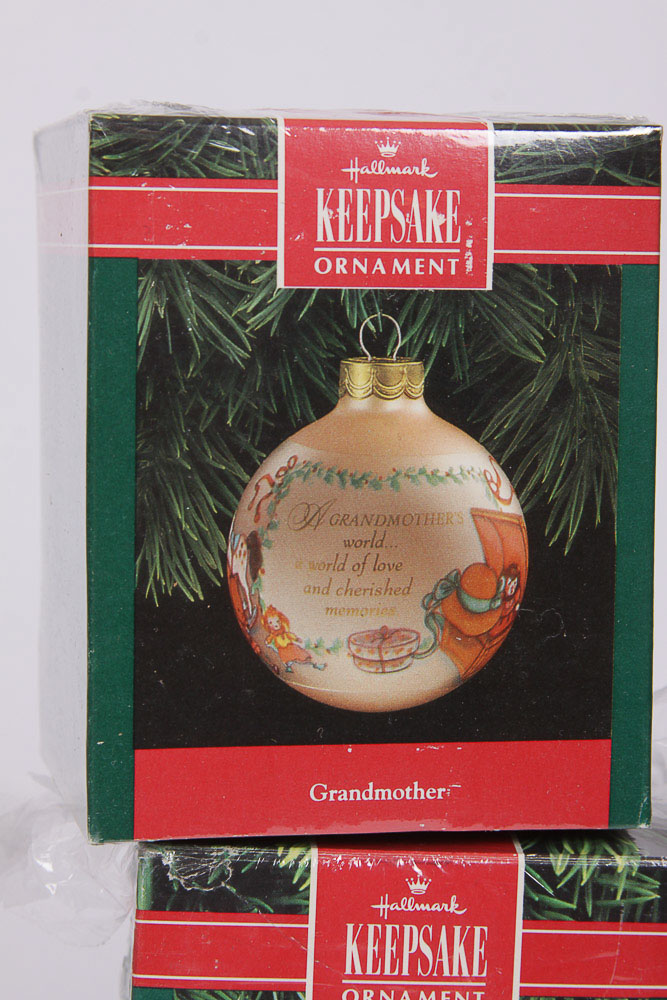 Hallmark
KEEPSAKE
ORNAMENT
A GRANDMOTHER'S
world...
a world of love
and cherished
memories.
Grandmother
Hallmark
KEEPSAKE
ORNAMENT